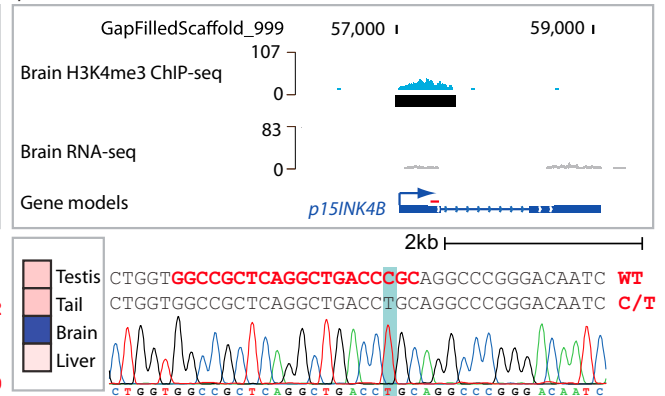 GapFilledScaffold_999 57,000 59,000
107
Brain H3K4me3 ChIP-seq
0
83
Brain RNA-seq
0
Gene models p15INK4B
2kb
Testis CTGGTGGCCGCTCAGGCTGACCCGCAGGCCCGGGACAATC WT
Tail CTGGTGGCCGCTCAGGCTGACCTGCAGGCCCGGGACAATC C/T
Brain
Liver
CTGGTGGCCGCTCAGGCTGACCTGCAGGCCCGGGACAATC